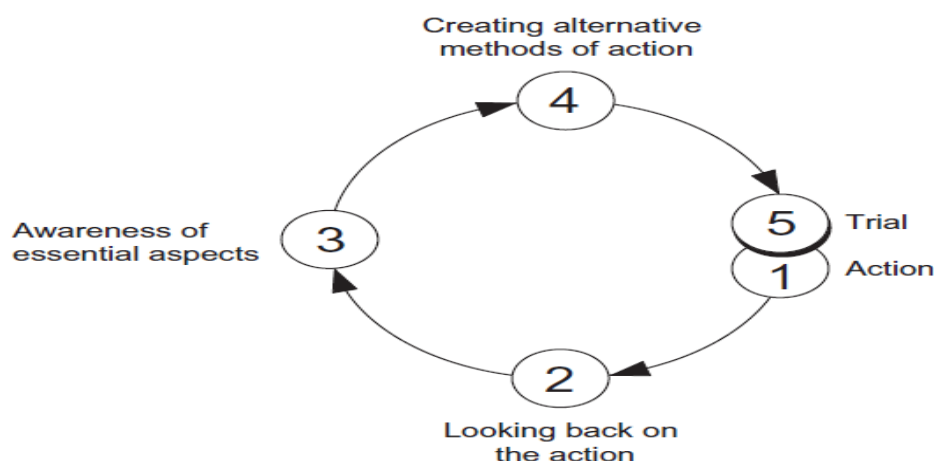 Creating alternative
methods of action
4
5
Trial
Awareness of
essential aspects
3
1
Action
2
Looking back on
the action